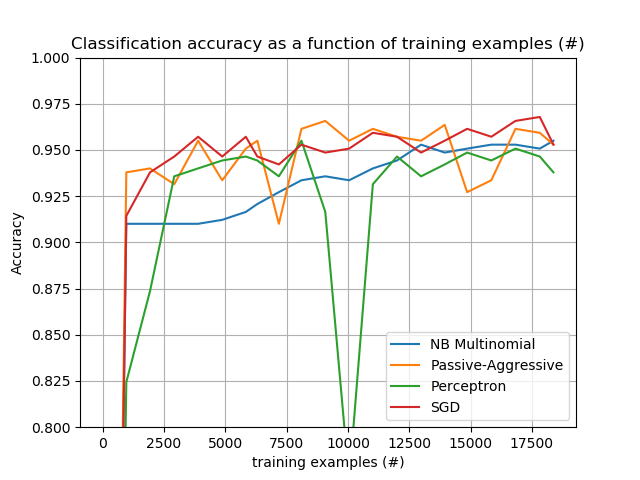 Classification accuracy as a function of training examples (#)
1.000
0.975
0.950
0.925
0.900
0.875
0.850
0.825
0.800
Accuracy
NB Multinomial
Passive-Aggressive
Perceptron
SGD
0 2500 5000 7500 10000 12500 15000 17500
training examples (#)